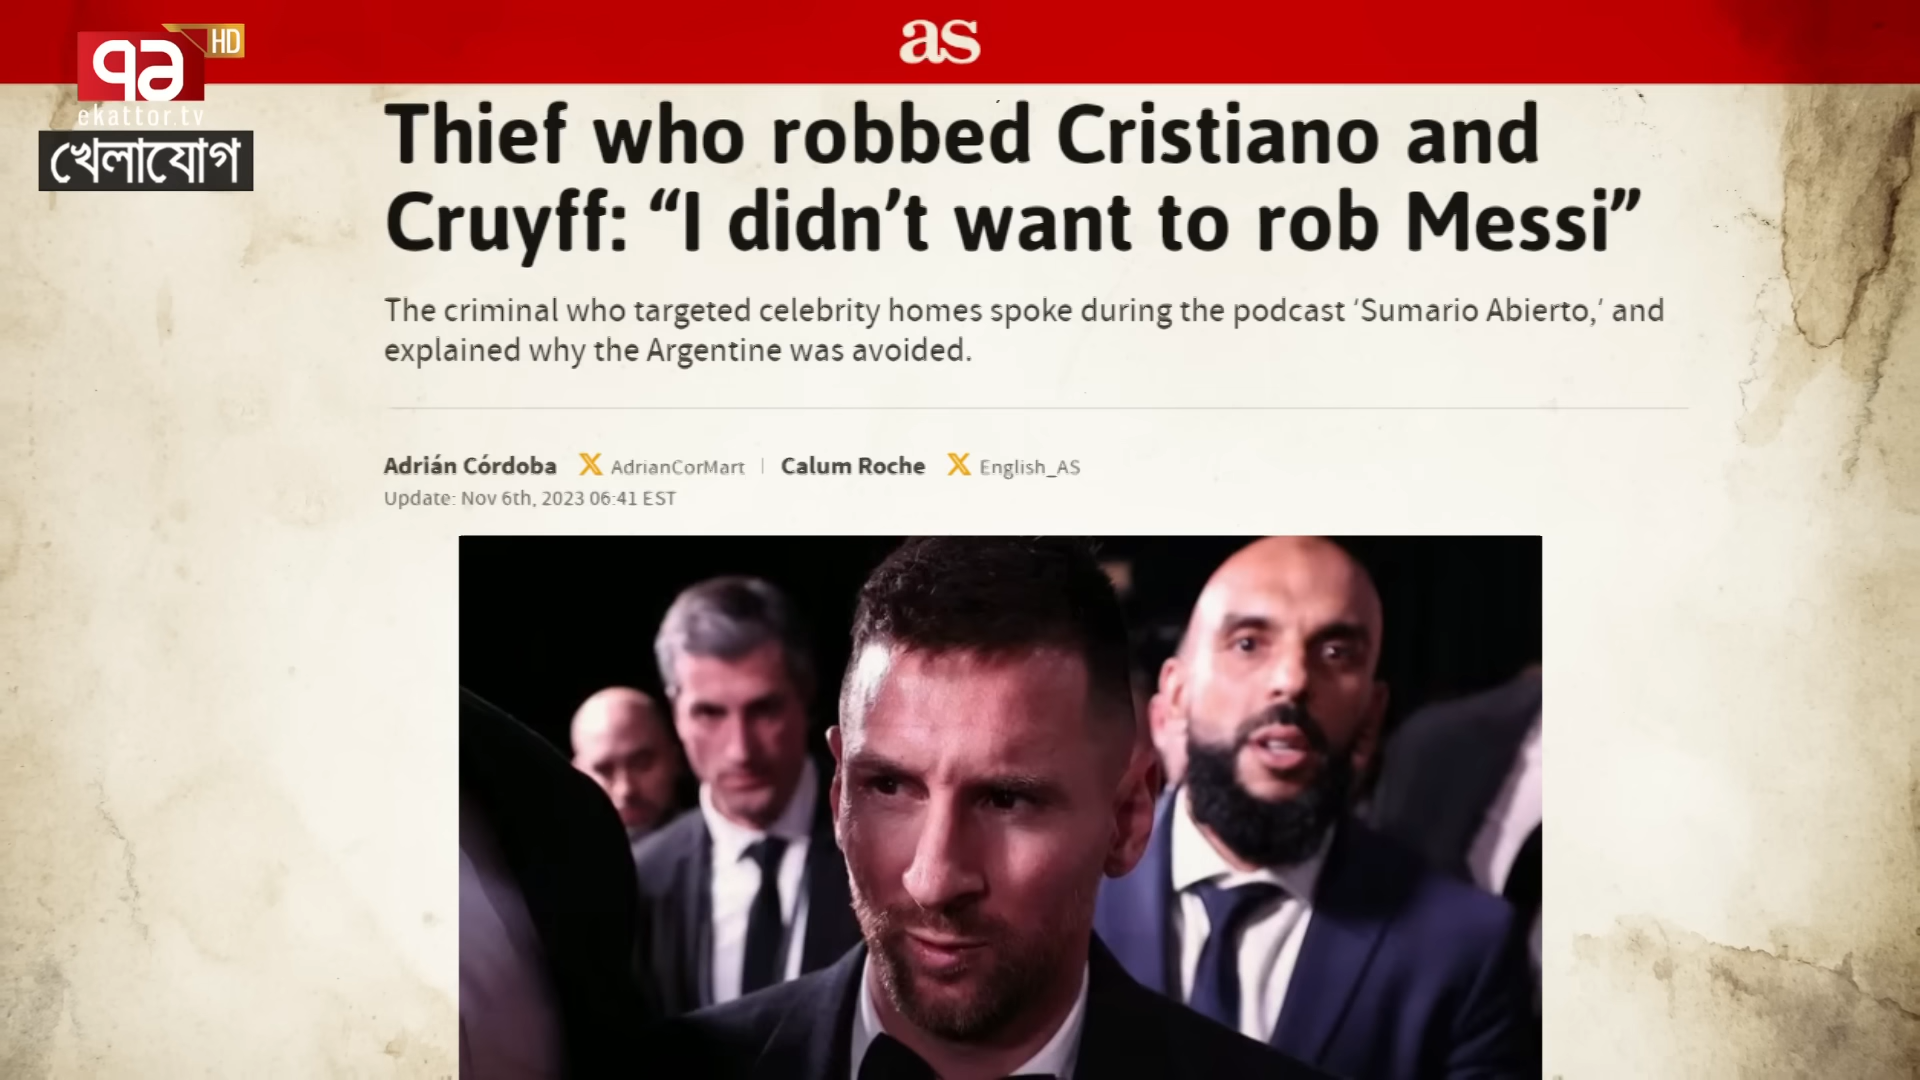 as
৭১
HD
ekattor.tv
খেলাযোগ
Thief who robbed Cristiano and
Cruyff: “I didn’t want to rob Messi”
The criminal who targeted celebrity homes spoke during the podcast ‘Sumario Abierto,’ and
explained why the Argentine was avoided.
Adrián Córdoba X AdrianCorMart | Calum Roche X English_AS
Update: Nov 6th, 2023 06:41 EST